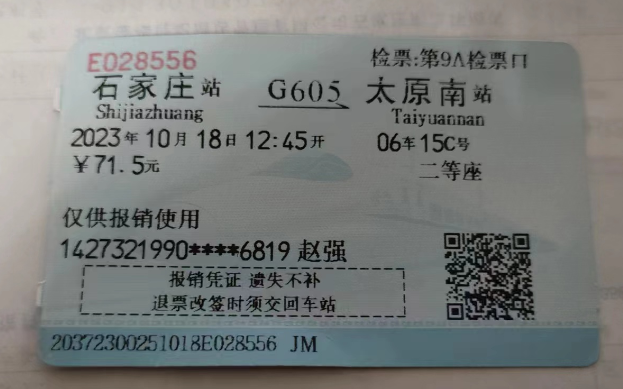 E028556 检票:第9A检票口
石家庄站 G605 太原南站
Shijiazhuang Taiyuannan
2023年10月18日12:45开 06车15C号
￥71.5元 二等座
仅供报销使用
1427321990****6819 赵强
报销凭证 遗失不补
退票改签时须交回车站
20372300251018E028556 JM